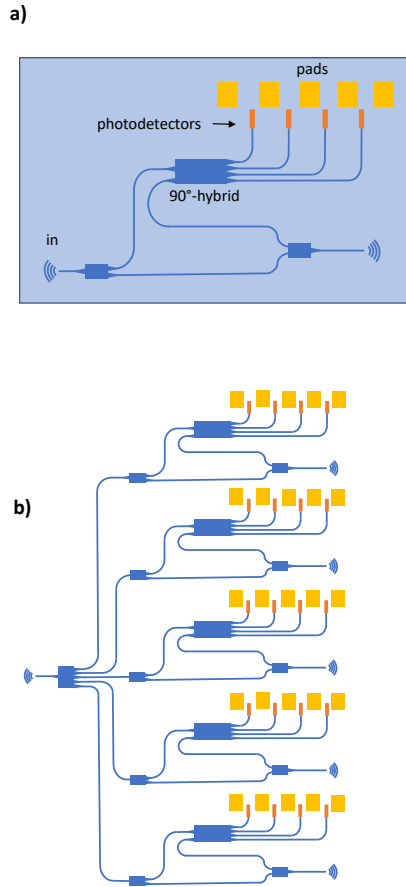 a)
pads
photodetectors
90°-hybrid
in
b)